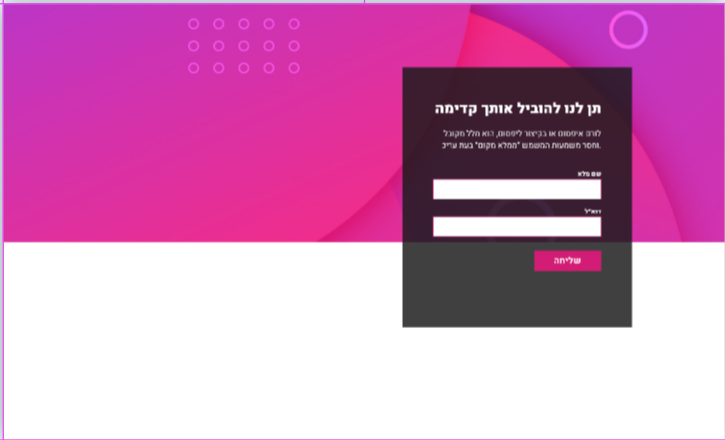 תן לנו להוביל אותך קדימה
לורם איפסום או בקיצור ליפסום, הוא מלל מקובל
וחסר משמעות המשמש "ממלא מקום" בעת עריכ.
שם מלא
דוא"ל
שליחה